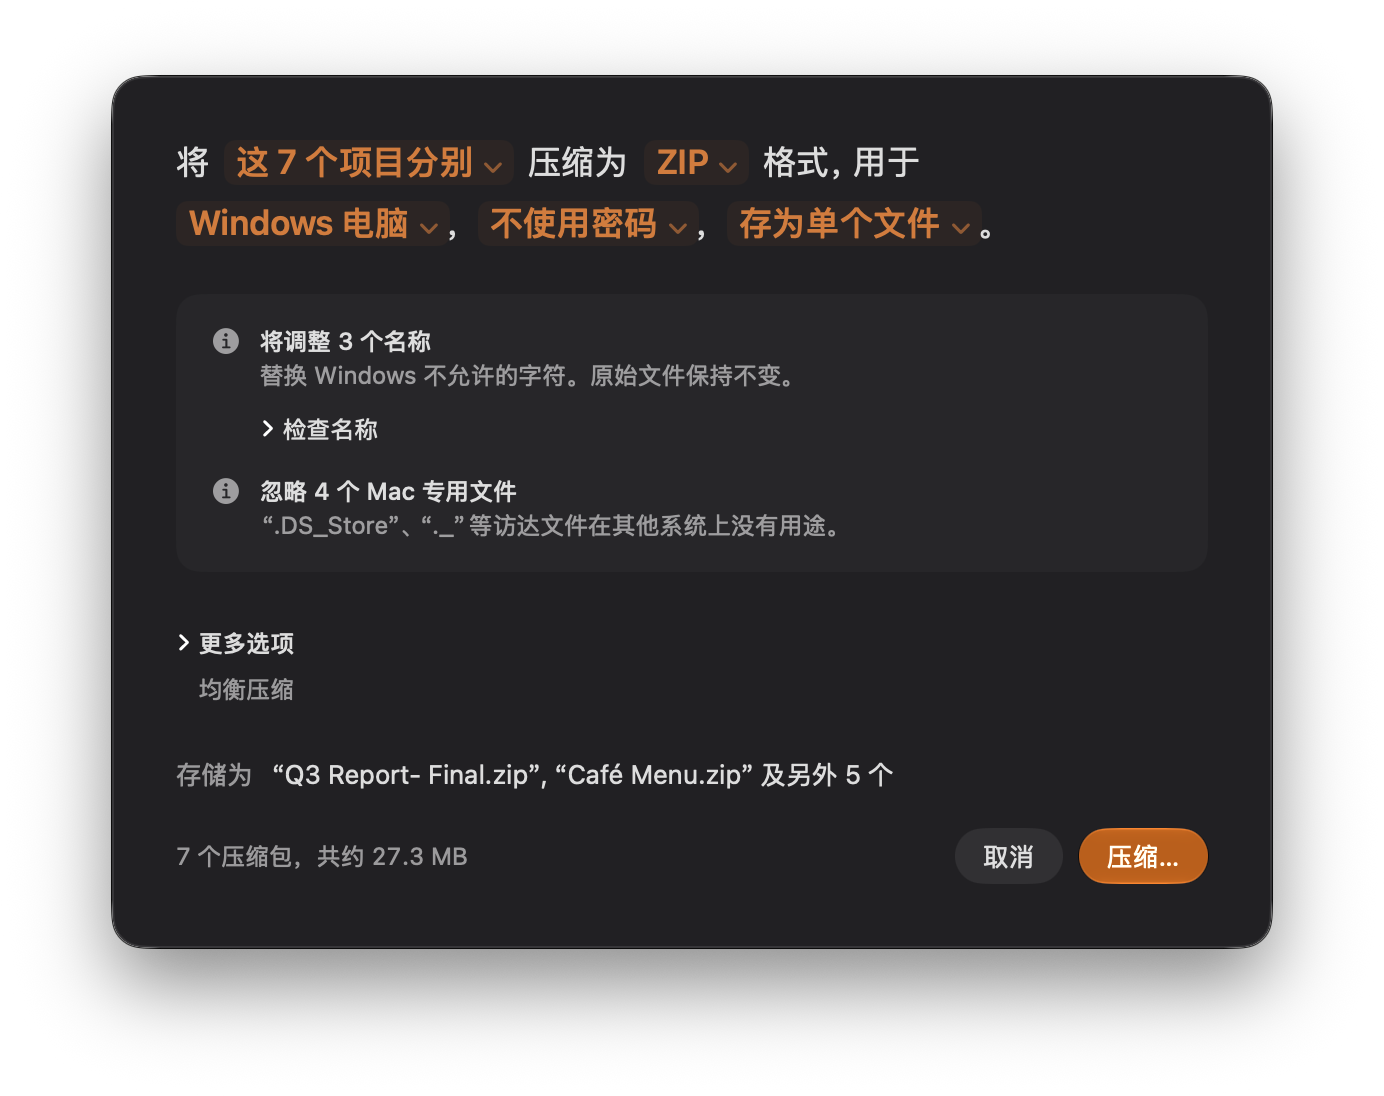 将 这 7 个项目分别 压缩为 ZIP 格式, 用于
Windows 电脑 , 不使用密码 , 存为单个文件 。
将调整 3 个名称
替换 Windows 不允许的字符。原始文件保持不变。
检查名称
忽略 4 个 Mac 专用文件
“.DS_Store”、“._” 等访达文件在其他系统上没有用途。
更多选项
均衡压缩
存储为 “Q3 Report- Final.zip”, “Café Menu.zip” 及另外 5 个
7 个压缩包，共约 27.3 MB
取消 压缩...